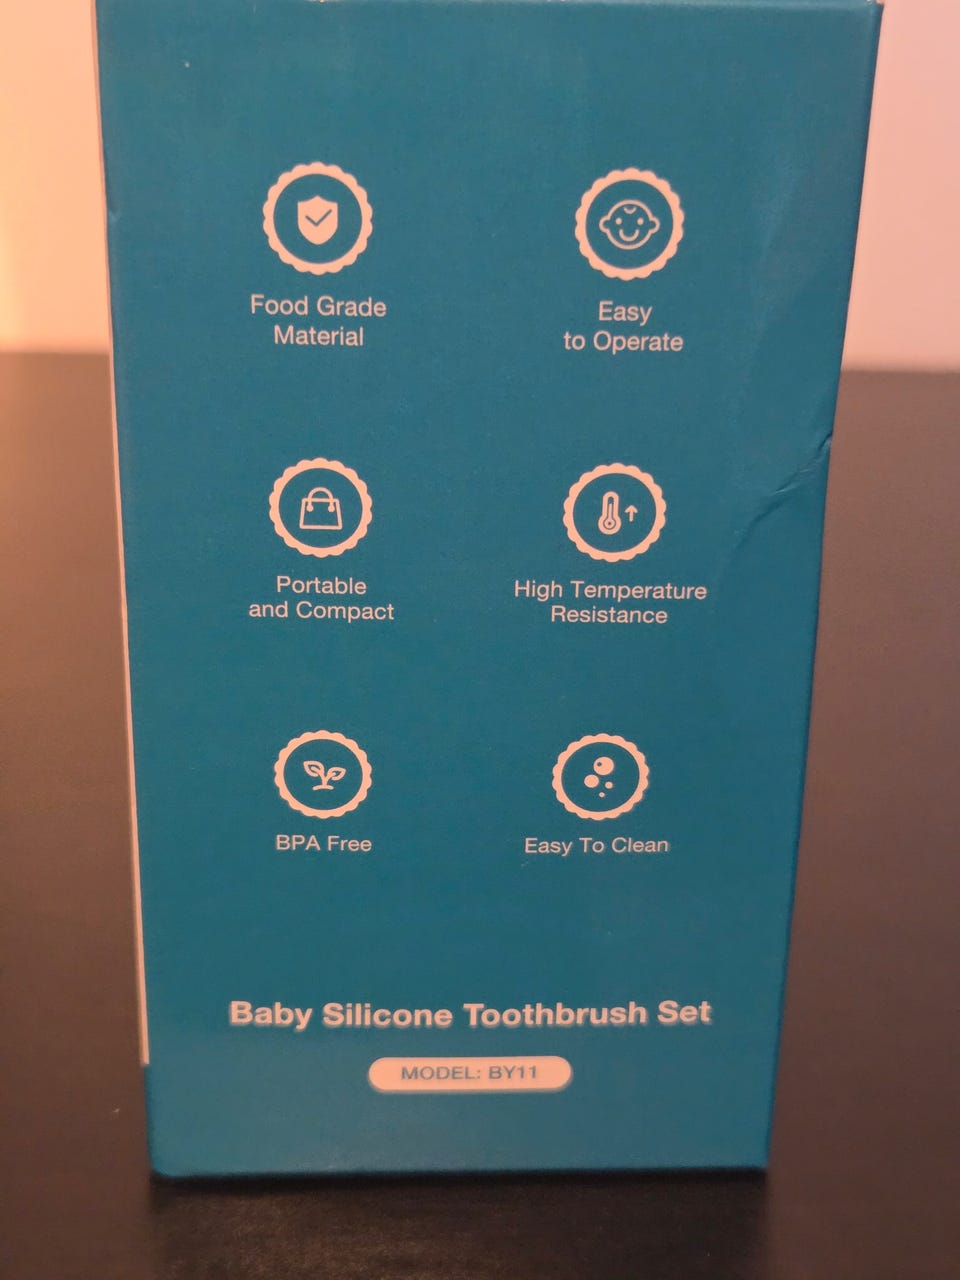 Food Grade
Material
Easy
to Operate
Portable
and Compact
High Temperature
Resistance
BPA Free
Easy To Clean
Baby Silicone Toothbrush Set
MODEL: BY11